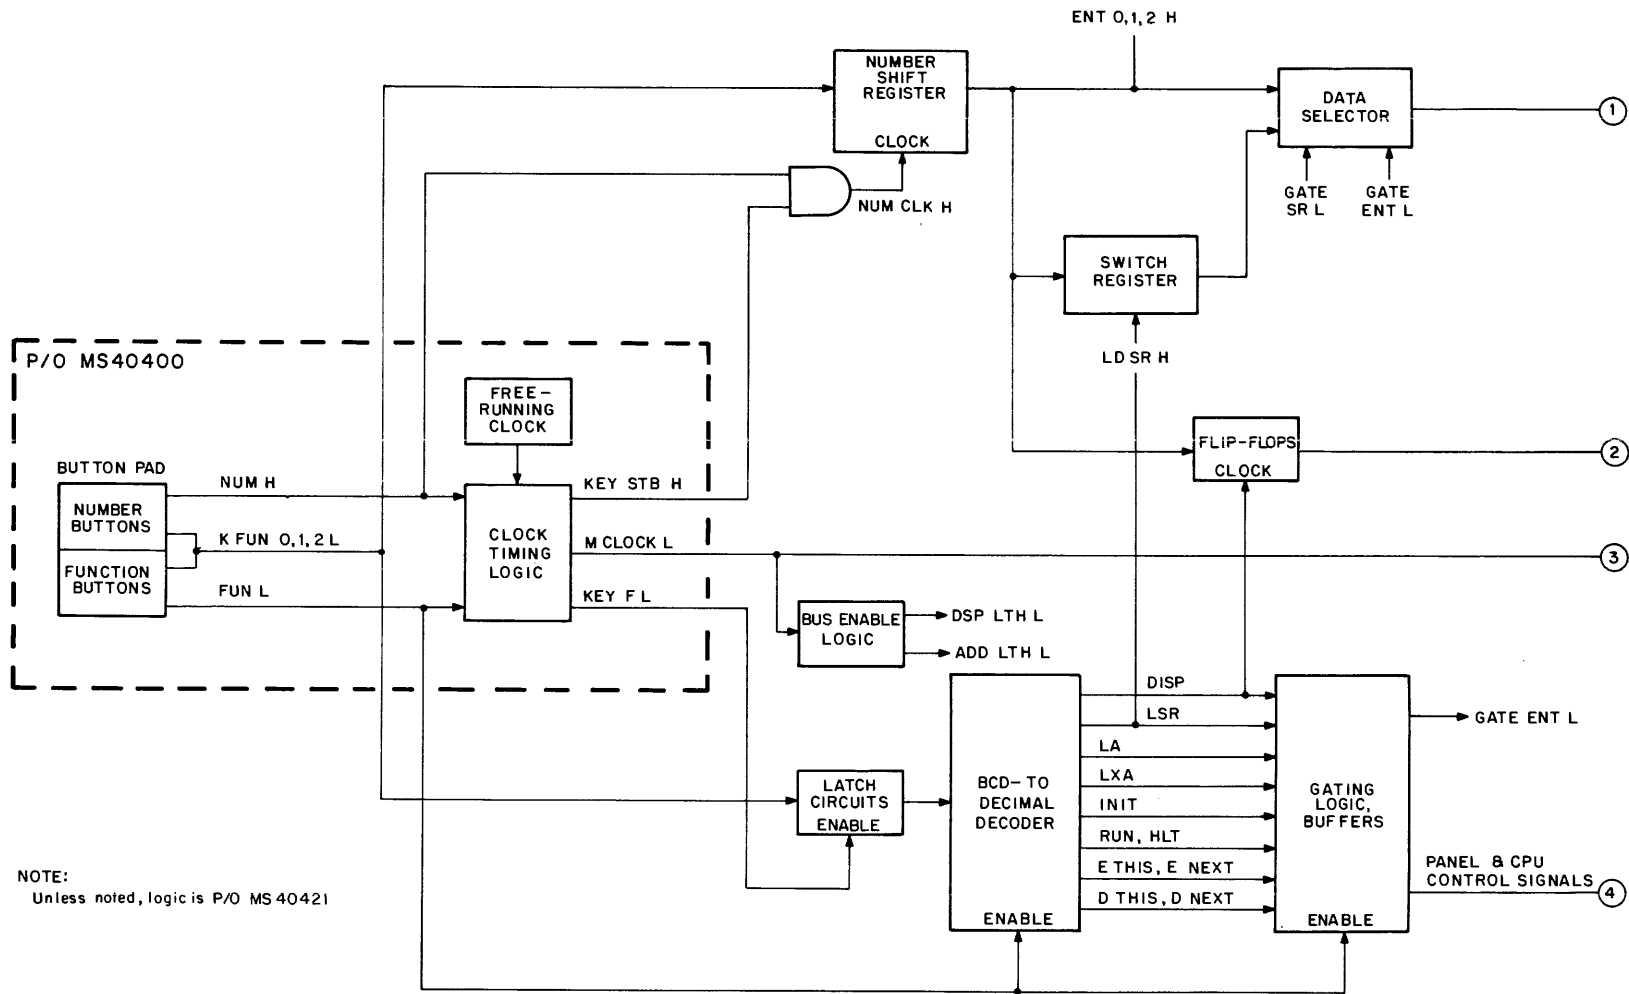 ENT 0,1,2 H
NUMBER
SHIFT
REGISTER
CLOCK
DATA
SELECTOR
1
GATE
SR L
GATE
ENT L
NUM CLK H
SWITCH
REGISTER
LD SR H
P/O MS40400
FREE-
RUNNING
CLOCK
FLIP-FLOPS
CLOCK
2
BUTTON PAD
NUMBER
BUTTONS
FUNCTION
BUTTONS
NUM H
K FUN 0,1,2 L
FUN L
CLOCK
TIMING
LOGIC
KEY STB H
M CLOCK L
KEY F L
3
BUS ENABLE
LOGIC
DSP LTH L
ADD LTH L
LATCH
CIRCUITS
ENABLE
BCD-TO
DECIMAL
DECODER
ENABLE
DISP
LSR
LA
LXA
INIT
RUN, HLT
E THIS, E NEXT
D THIS, D NEXT
GATING
LOGIC,
BUFFERS
ENABLE
GATE ENT L
PANEL & CPU
CONTROL SIGNALS
4
NOTE:
Unless noted, logic is P/O MS40421